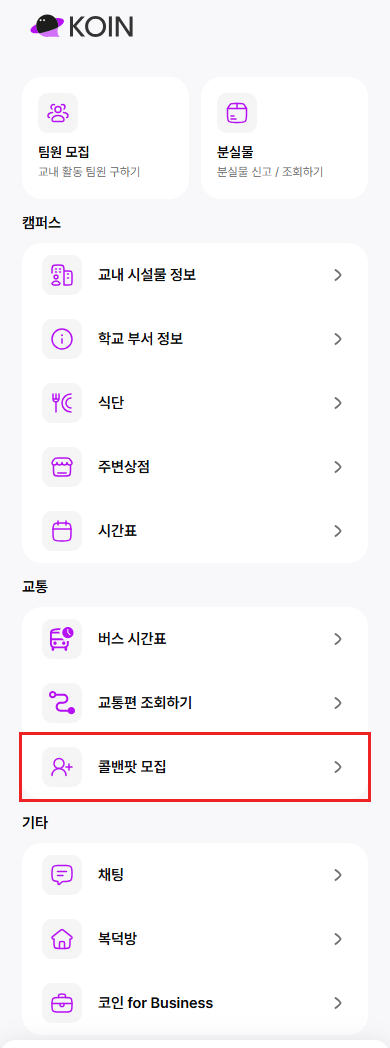 KOIN
팀원 모집
교내 활동 팀원 구하기
분실물
분실물 신고 / 조회하기
캠퍼스
교내 시설물 정보
학교 부서 정보
식단
주변상점
시간표
교통
버스 시간표
교통편 조회하기
콜밴팟 모집
기타
채팅
복덕방
코인 for Business